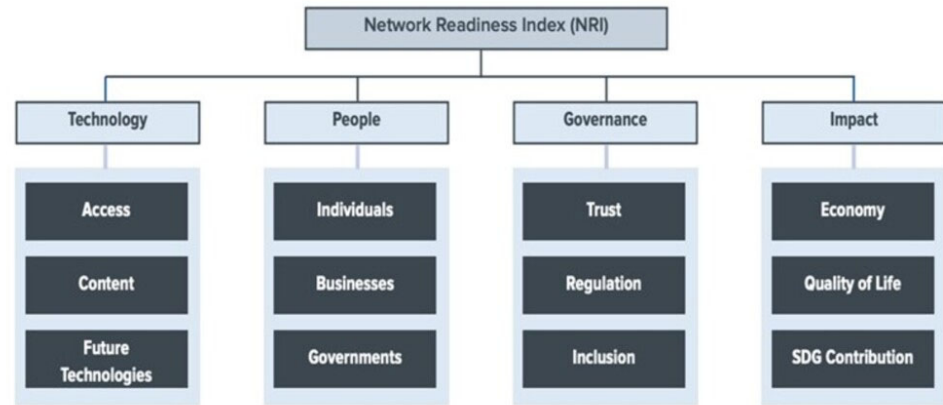 Network Readiness Index (NRI)
Technology
People
Governance
Impact
Access
Individuals
Trust
Economy
Content
Businesses
Regulation
Quality of Life
Future
Technologies
Governments
Inclusion
SDG Contribution